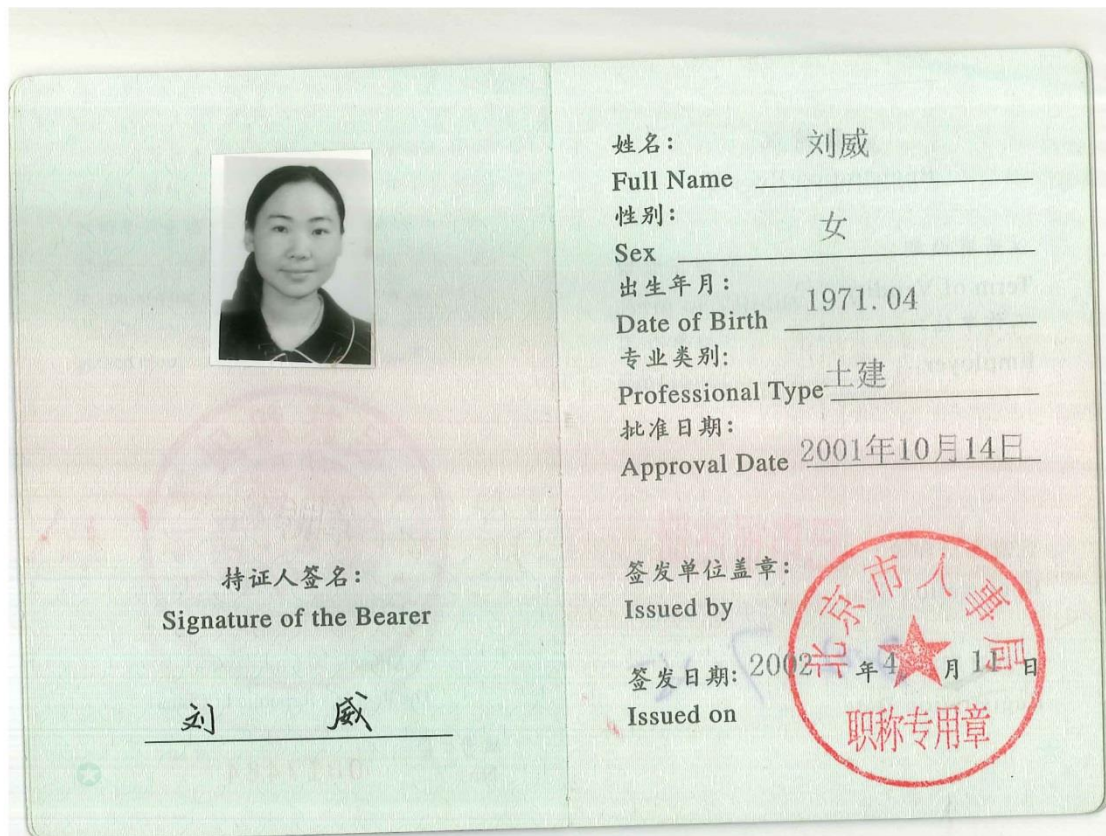 持证人签名：
Signature of the Bearer
刘 威
姓名： 刘威
Full Name
性别： 女
Sex
出生年月： 1971.04
Date of Birth
专业类别： 土建
Professional Type
批准日期： 2001年10月14日
Approval Date
签发单位盖章：
Issued by
签发日期： 2002 年 4 月 11 日
Issued on
北京市人事局
职称专用章